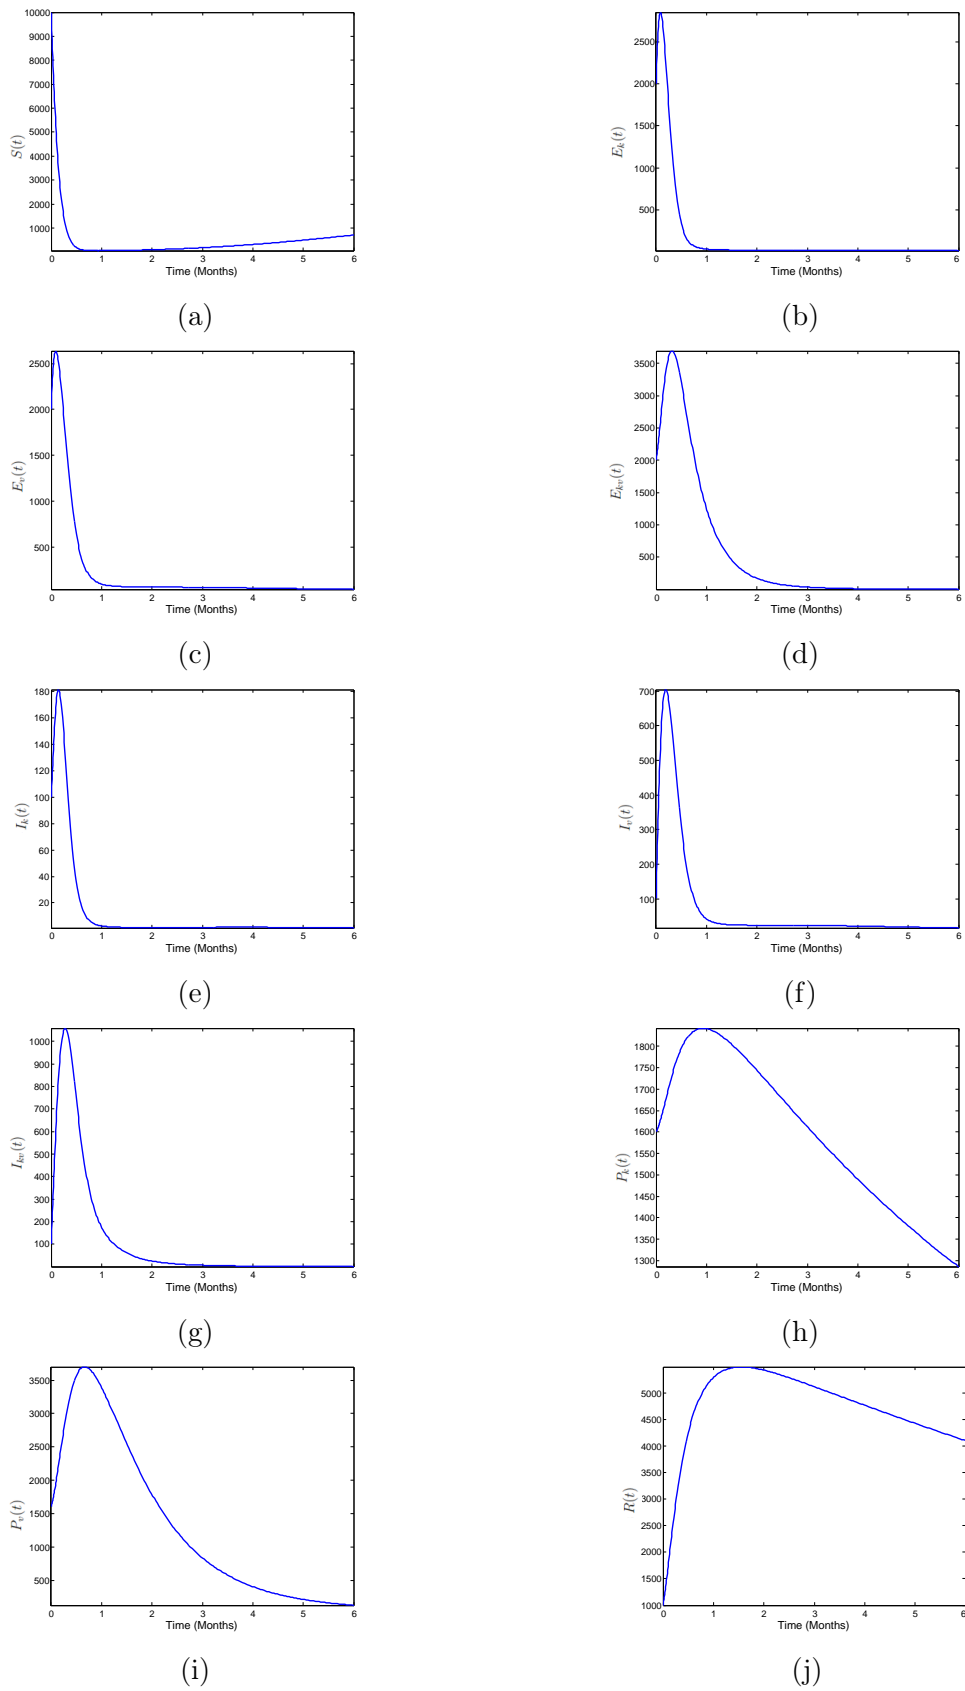 10000
9000
8000
7000
6000
5000
4000
3000
2000
1000
S(t)
0 1 2 3 4 5 6
Time (Months)
(a)
2500
2000
1500
1000
500
E_k(t)
0 1 2 3 4 5 6
Time (Months)
(b)
2500
2000
1500
1000
500
E_v(t)
0 1 2 3 4 5 6
Time (Months)
(c)
3500
3000
2500
2000
1500
1000
500
E_{kv}(t)
0 1 2 3 4 5 6
Time (Months)
(d)
180
160
140
120
100
80
60
40
20
I_k(t)
0 1 2 3 4 5 6
Time (Months)
(e)
700
600
500
400
300
200
100
I_v(t)
0 1 2 3 4 5 6
Time (Months)
(f)
1000
900
800
700
600
500
400
300
200
100
I_{kv}(t)
0 1 2 3 4 5 6
Time (Months)
(g)
1800
1750
1700
1650
1600
1550
1500
1450
1400
1350
1300
P_k(t)
0 1 2 3 4 5 6
Time (Months)
(h)
3500
3000
2500
2000
1500
1000
500
P_v(t)
0 1 2 3 4 5 6
Time (Months)
(i)
5000
4500
4000
3500
3000
2500
2000
1500
1000
R(t)
0 1 2 3 4 5 6
Time (Months)
(j)